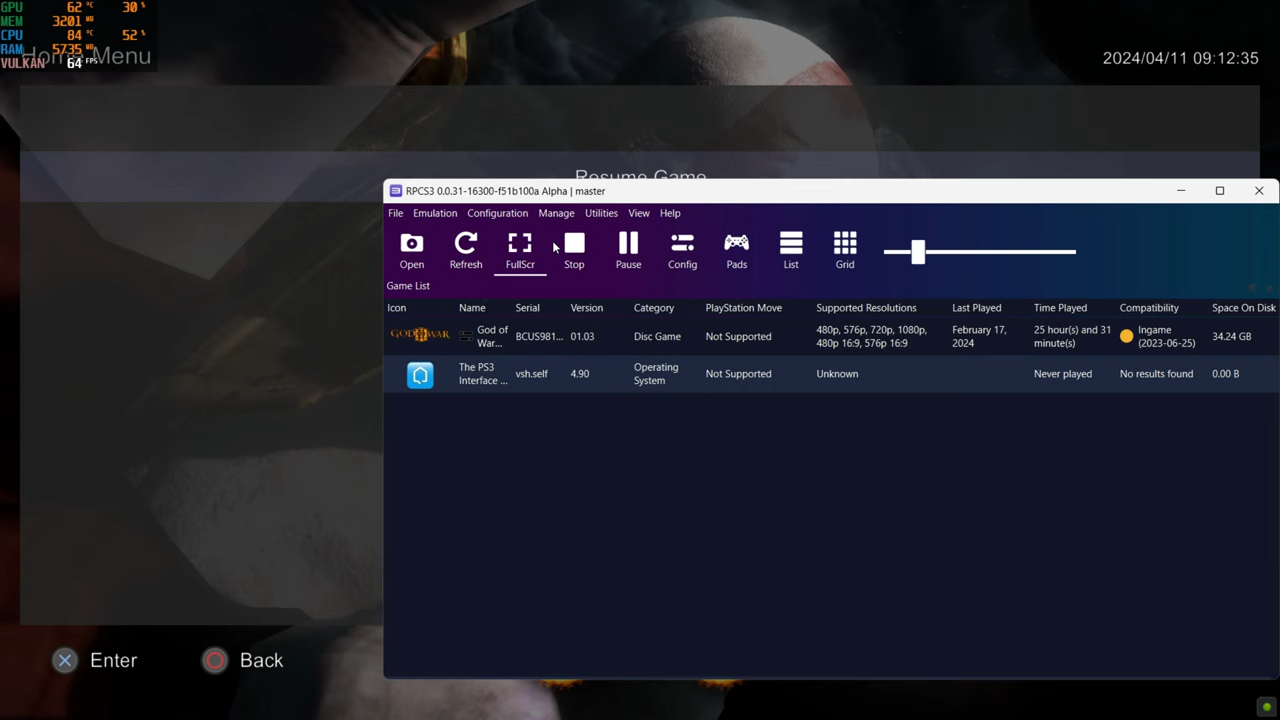 GPU 62 °C 30 %
MEM 3201 MB
CPU 84 °C 52 %
RAM 5735 MB
VULKAN 64 FPS
Home Menu
2024/04/11 09:12:35
Resume Game
RPCS3 0.0.31-16300-f51b100a Alpha | master
File Emulation Configuration Manage Utilities View Help
Open Refresh FullScr Stop Pause Config Pads List Grid
Game List
Icon Name Serial Version Category PlayStation Move Supported Resolutions Last Played Time Played Compatibility Space On Disk
GOD OF WAR God of War... BCUS981... 01.03 Disc Game Not Supported 480p, 576p, 720p, 1080p, 480p 16:9, 576p 16:9 February 17, 2024 25 hour(s) and 31 minute(s) Ingame (2023-06-25) 34.24 GB
The PS3 Interface ... vsh.self 4.90 Operating System Not Supported Unknown Never played No results found 0.00 B
Enter Back